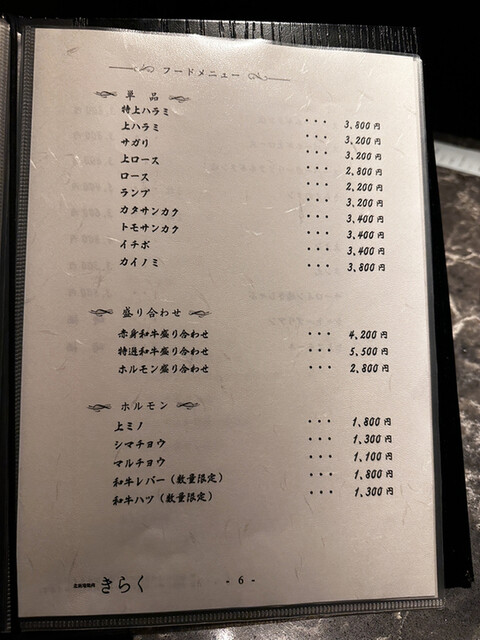 フードメニュー
単品
特上ハラミ ・・・ 3,800円
上ハラミ ・・・ 3,200円
サガリ ・・・ 3,200円
上ロース ・・・ 2,800円
ロース ・・・ 2,200円
ランプ ・・・ 3,200円
カタサンカク ・・・ 3,400円
トモサンカク ・・・ 3,400円
イチボ ・・・ 3,400円
カイノミ ・・・ 3,800円
盛り合わせ
赤身和牛盛り合わせ ・・・ 4,200円
特選和牛盛り合わせ ・・・ 5,500円
ホルモン盛り合わせ ・・・ 2,800円
ホルモン
上ミノ ・・・ 1,800円
シマチョウ ・・・ 1,300円
マルチョウ ・・・ 1,100円
和牛レバー（数量限定） ・・・ 1,800円
和牛ハツ（数量限定） ・・・ 1,300円
きらく
- 6 -